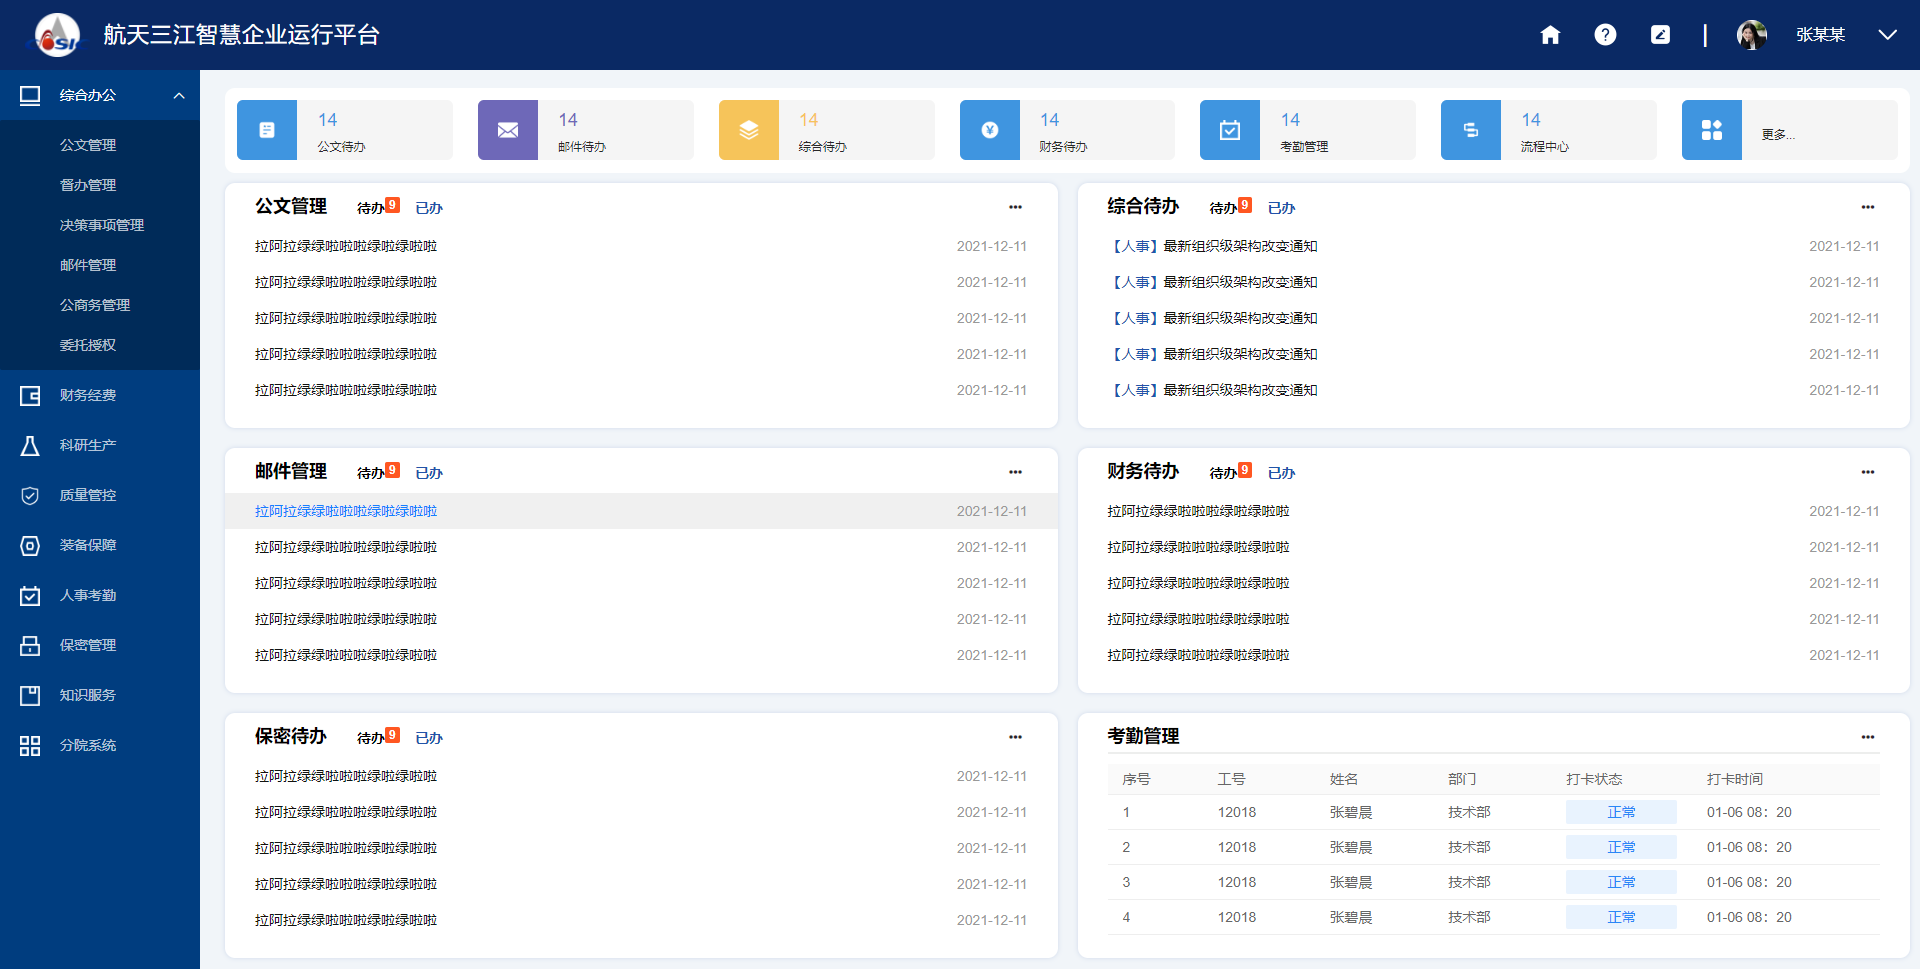 航天三江智慧企业运行平台
张某某
综合办公
公文管理
督办管理
决策事项管理
邮件管理
公商务管理
委托授权
财务经费
科研生产
质量管控
装备保障
人事考勤
保密管理
知识服务
分院系统
14
公文待办
14
邮件待办
14
综合待办
14
财务待办
14
考勤管理
14
流程中心
更多...
公文管理 待办 9 已办
拉阿拉绿绿啦啦啦绿啦绿啦啦 2021-12-11
拉阿拉绿绿啦啦啦绿啦绿啦啦 2021-12-11
拉阿拉绿绿啦啦啦绿啦绿啦啦 2021-12-11
拉阿拉绿绿啦啦啦绿啦绿啦啦 2021-12-11
拉阿拉绿绿啦啦啦绿啦绿啦啦 2021-12-11
综合待办 待办 9 已办
【人事】最新组织级架构改变通知 2021-12-11
【人事】最新组织级架构改变通知 2021-12-11
【人事】最新组织级架构改变通知 2021-12-11
【人事】最新组织级架构改变通知 2021-12-11
【人事】最新组织级架构改变通知 2021-12-11
邮件管理 待办 9 已办
拉阿拉绿绿啦啦啦绿啦绿啦啦 2021-12-11
拉阿拉绿绿啦啦啦绿啦绿啦啦 2021-12-11
拉阿拉绿绿啦啦啦绿啦绿啦啦 2021-12-11
拉阿拉绿绿啦啦啦绿啦绿啦啦 2021-12-11
拉阿拉绿绿啦啦啦绿啦绿啦啦 2021-12-11
财务待办 待办 9 已办
拉阿拉绿绿啦啦啦绿啦绿啦啦 2021-12-11
拉阿拉绿绿啦啦啦绿啦绿啦啦 2021-12-11
拉阿拉绿绿啦啦啦绿啦绿啦啦 2021-12-11
拉阿拉绿绿啦啦啦绿啦绿啦啦 2021-12-11
拉阿拉绿绿啦啦啦绿啦绿啦啦 2021-12-11
保密待办 待办 9 已办
拉阿拉绿绿啦啦啦绿啦绿啦啦 2021-12-11
拉阿拉绿绿啦啦啦绿啦绿啦啦 2021-12-11
拉阿拉绿绿啦啦啦绿啦绿啦啦 2021-12-11
拉阿拉绿绿啦啦啦绿啦绿啦啦 2021-12-11
拉阿拉绿绿啦啦啦绿啦绿啦啦 2021-12-11
考勤管理
序号 工号 姓名 部门 打卡状态 打卡时间
1 12018 张碧晨 技术部 正常 01-06 08：20
2 12018 张碧晨 技术部 正常 01-06 08：20
3 12018 张碧晨 技术部 正常 01-06 08：20
4 12018 张碧晨 技术部 正常 01-06 08：20